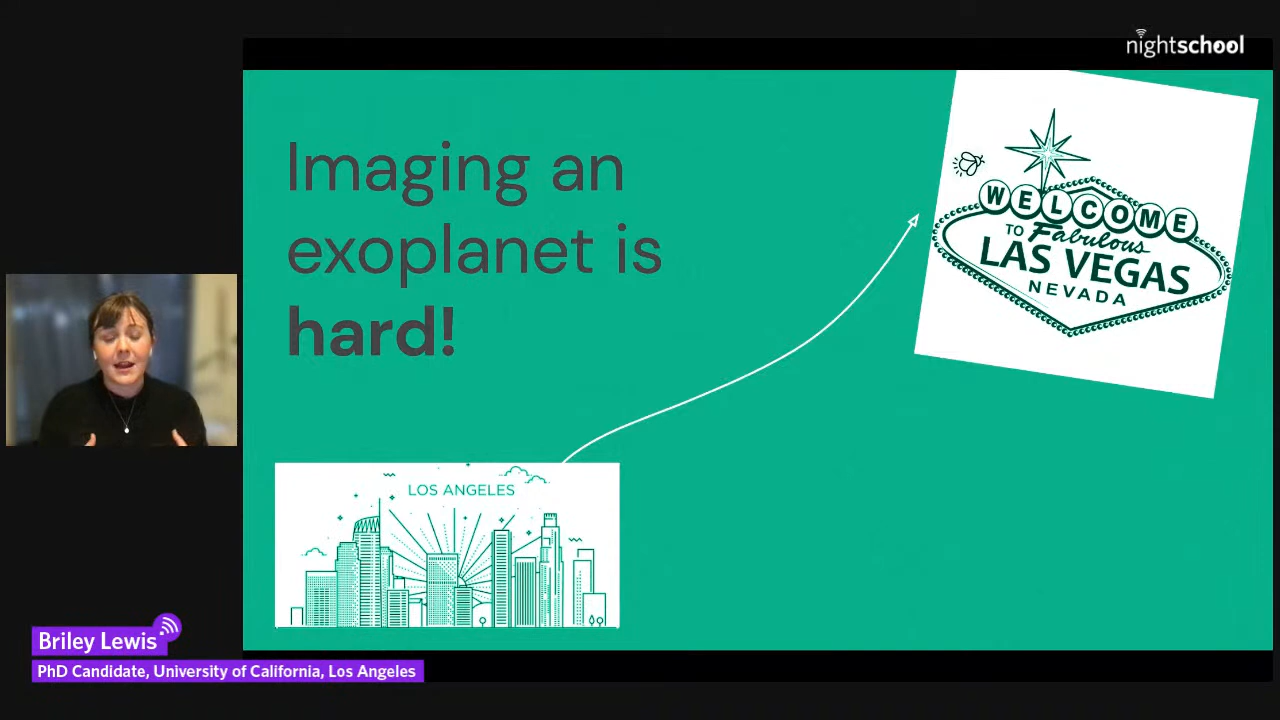 nightschool
Imaging an
exoplanet is
hard!
WELCOME
TO Fabulous
LAS VEGAS
NEVADA
LOS ANGELES
Briley Lewis
PhD Candidate, University of California, Los Angeles